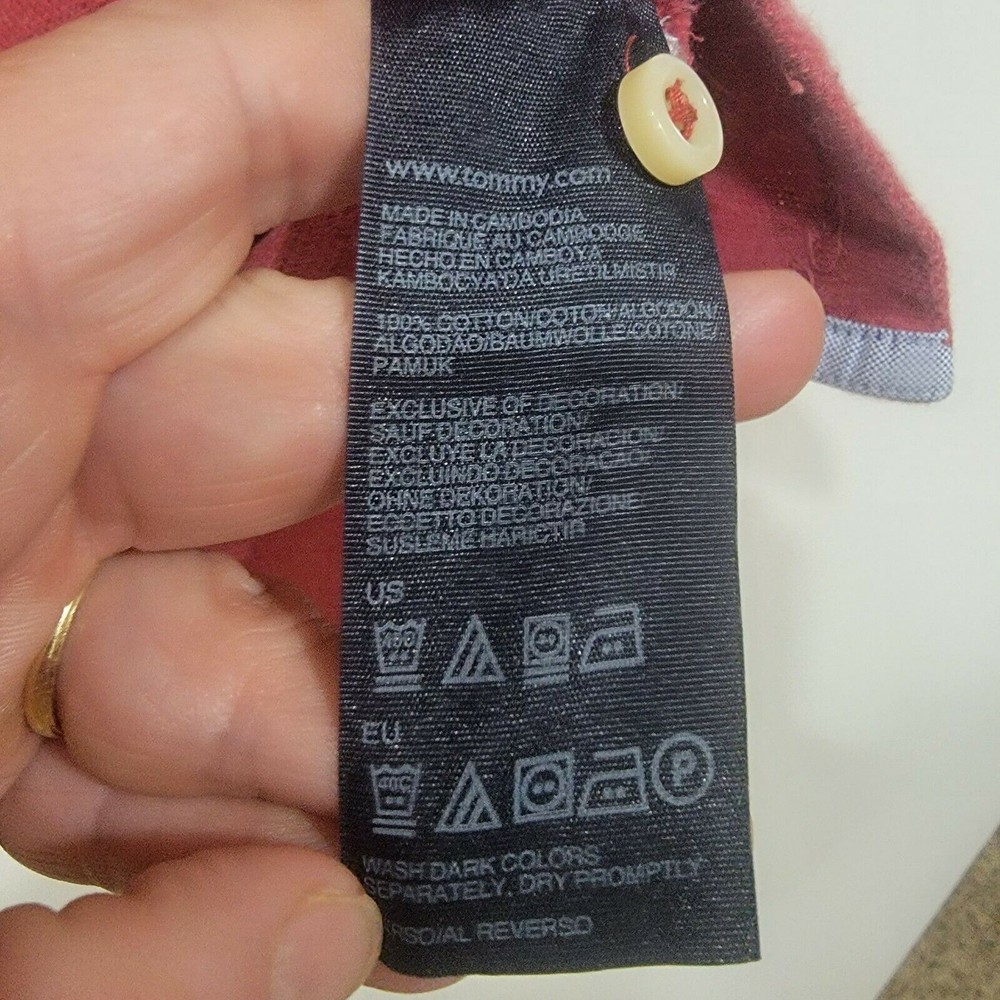 www.tommy.com
MADE IN CAMBODIA
FABRIQUE AU CAMBODGE
HECHO EN CAMBOYA
KAMBOCYA DA URETILMISTIR
100% COTTON/COTON/ALGODON/
ALGODAO/BAUMWOLLE/COTONE/
PAMUK
EXCLUSIVE OF DECORATION/
SAUF DECORATION/
EXCLUYE LA DECORACION/
EXCLUINDO DECORACAO/
OHNE DEKORATION/
ECCETTO DECORAZIONE
SUSLEME HARICTIR
US
EU
P
WASH DARK COLORS
SEPARATELY. DRY PROMPTLY
RSO/AL REVERSO